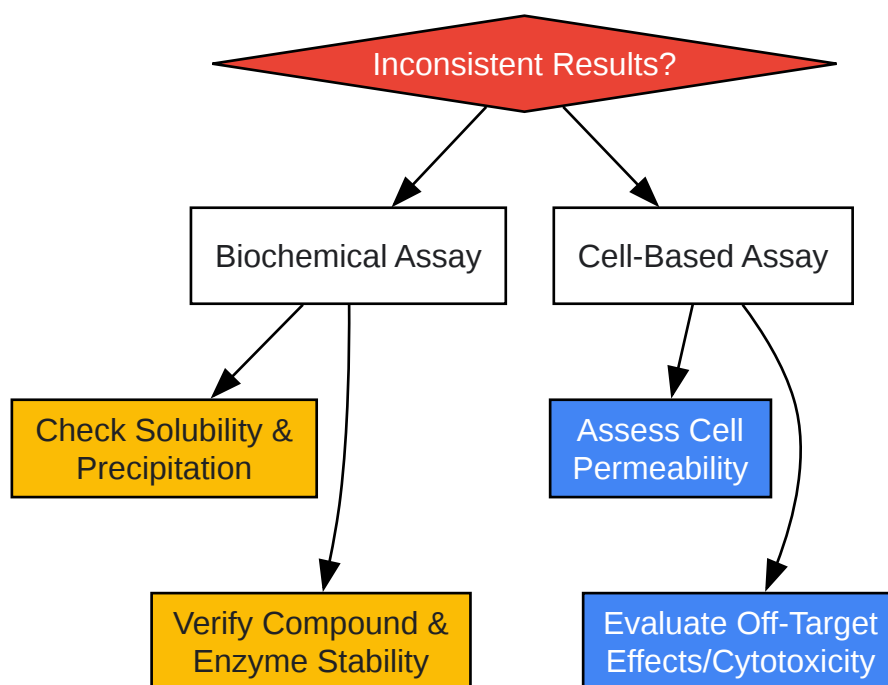 Inconsistent Results?
Biochemical Assay
Cell-Based Assay
Check Solubility &
Precipitation
Assess Cell
Permeability
Verify Compound &
Enzyme Stability
Evaluate Off-Target
Effects/Cytotoxicity